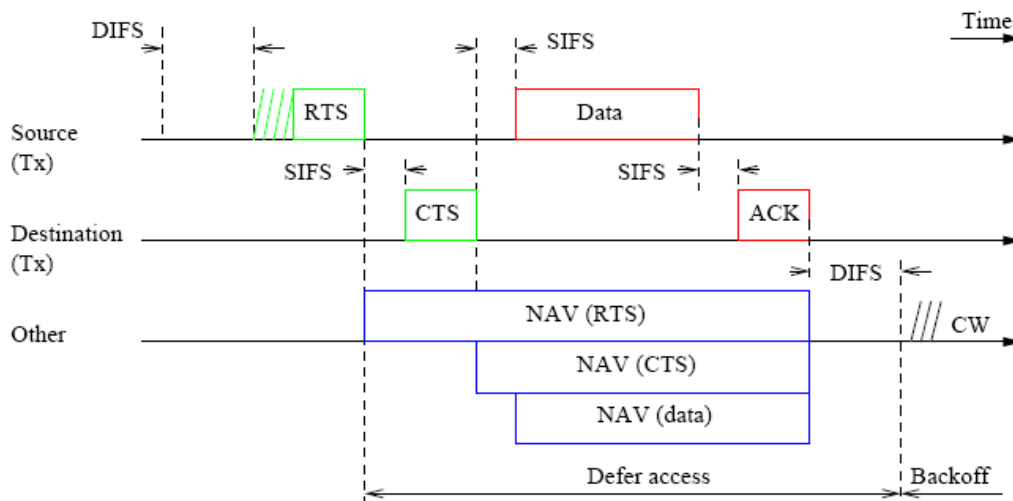 DIFS
SIFS
Time
RTS
Data
Source
(Tx)
SIFS
SIFS
CTS
ACK
Destination
(Tx)
DIFS
NAV (RTS)
Other
CW
NAV (CTS)
NAV (data)
Defer access
Backoff